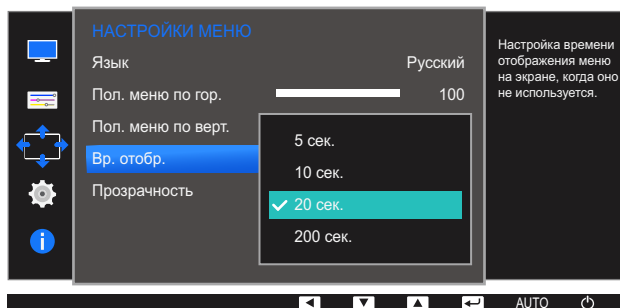 НАСТРОЙКИ МЕНЮ
Язык Русский
Пол. меню по гор. 100
Пол. меню по верт.
Вр. отобр.
Прозрачность
5 сек.
10 сек.
20 сек.
200 сек.
Настройка времени
отображения меню
на экране, когда оно
не используется.
AUTO